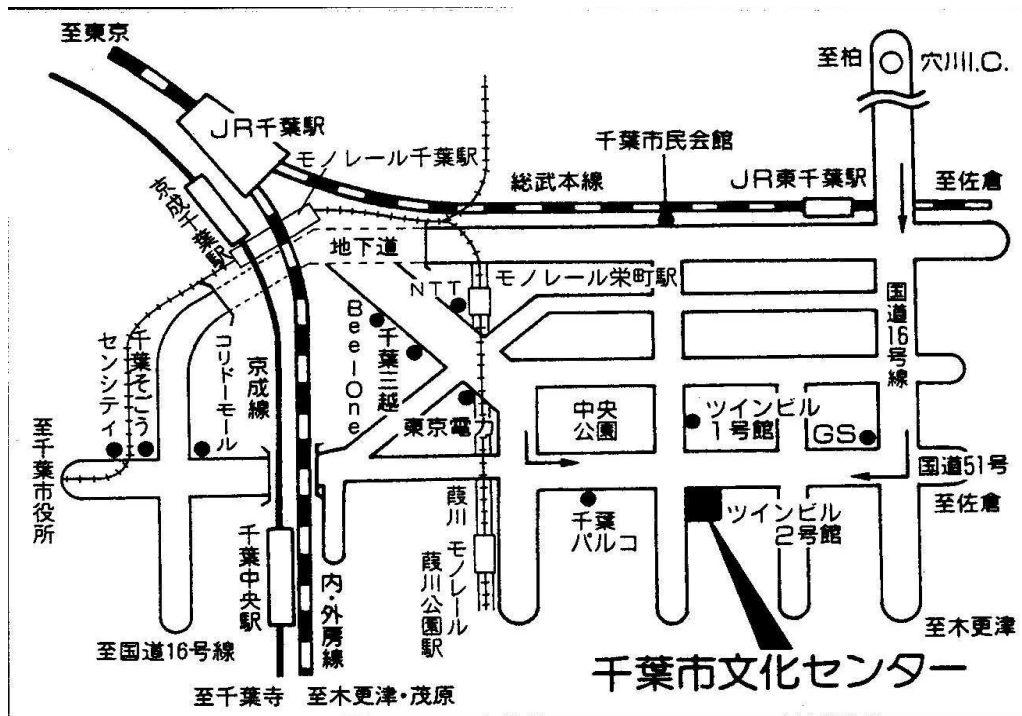 至東京
至柏
穴川I.C.
JR千葉駅
モノレール千葉駅
千葉市民会館
総武本線
JR東千葉駅
至佐倉
京成千葉駅
地下道
NTT
モノレール栄町駅
国道16号線
Bee-One
千葉三越
千葉そごう
センシティ
コリドーモール
京成線
東京電力
中央
公園
ツインビル
1号館
GS
至千葉市役所
国道51号
至佐倉
千葉中央駅
内・外房線
葭川
モノレール
葭川公園駅
千葉
パルコ
ツインビル
2号館
至国道16号線
至木更津
至千葉寺
至木更津・茂原
千葉市文化センター